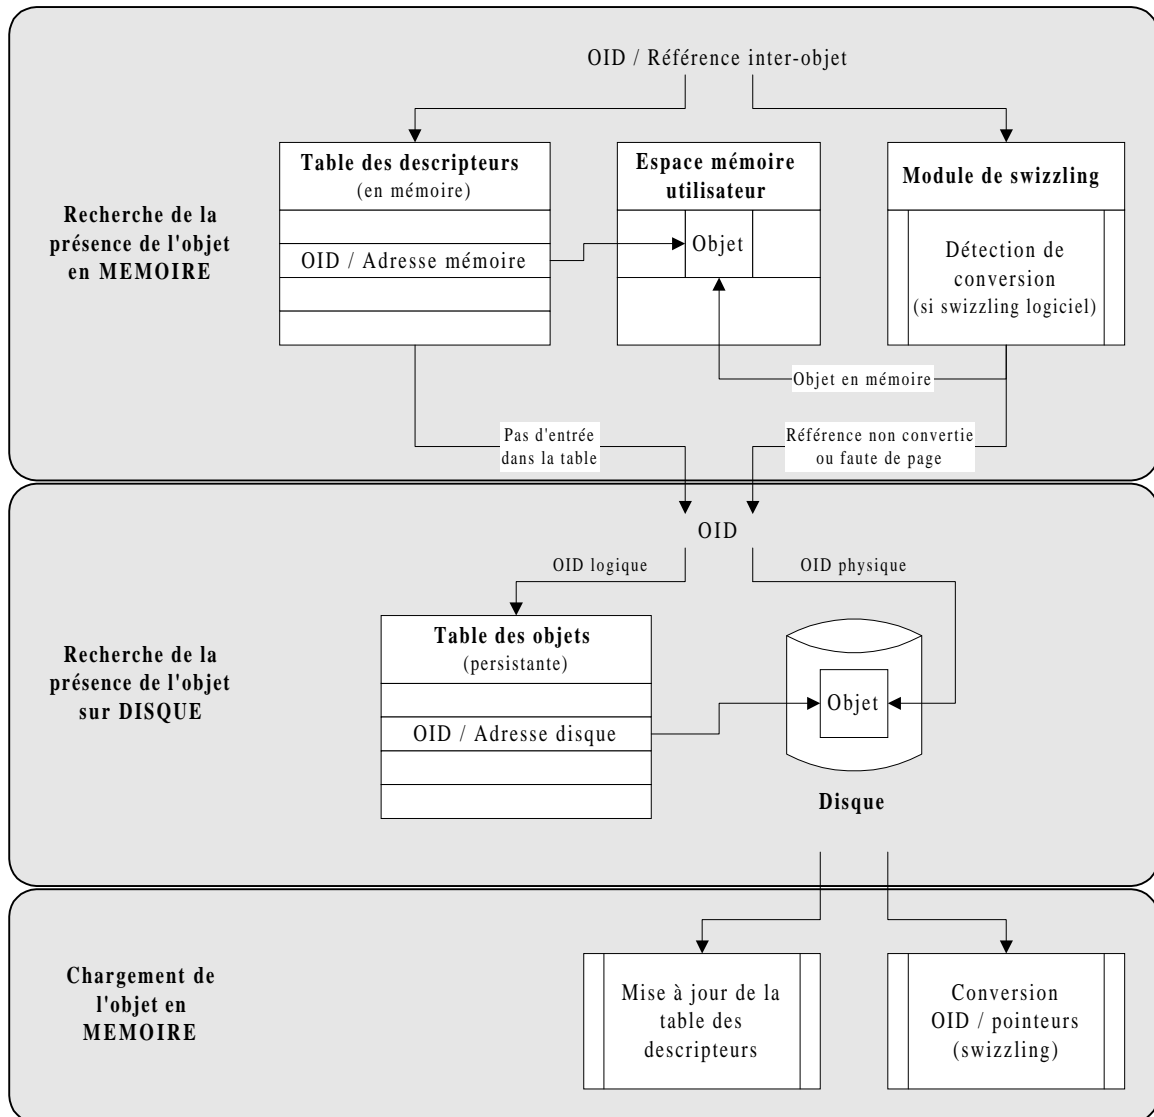 OID / Référence inter-objet
Table des descripteurs
(en mémoire)
OID / Adresse mémoire
Espace mémoire
utilisateur
Objet
Module de swizzling
Détection de
conversion
(si swizzling logiciel)
Recherche de la
présence de l'objet
en MEMOIRE
Objet en mémoire
Pas d'entrée
dans la table
Référence non convertie
ou faute de page
OID
OID logique
OID physique
Table des objets
(persistante)
OID / Adresse disque
Objet
Disque
Recherche de la
présence de l'objet
sur DISQUE
Chargement de
l'objet en
MEMOIRE
Mise à jour de la
table des
descripteurs
Conversion
OID / pointeurs
(swizzling)